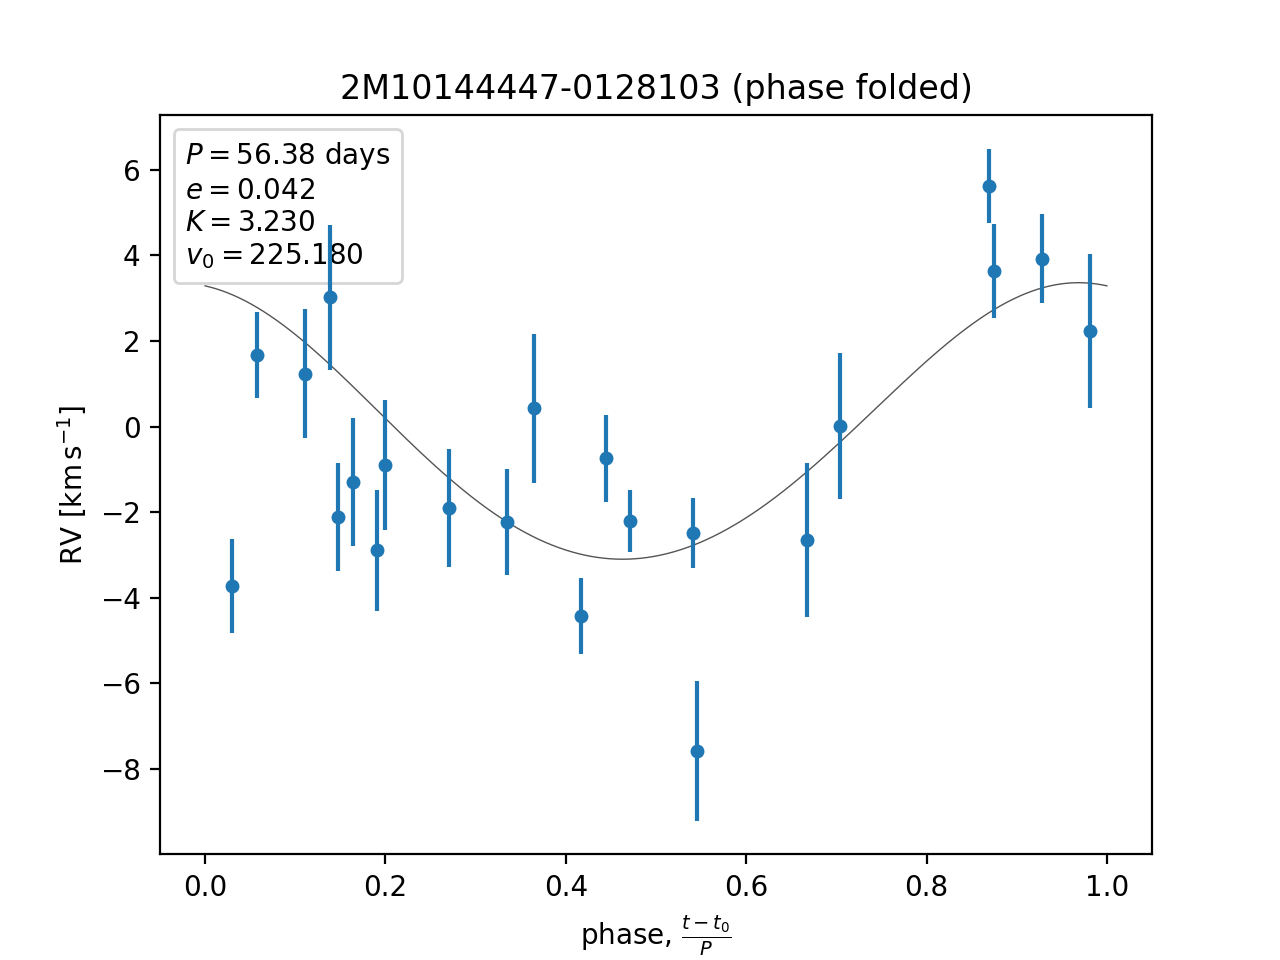 2M10144447-0128103 (phase folded)
P = 56.38 days
e = 0.042
K = 3.230
v₀ = 225.180
6
4
2
0
−2
−4
−6
−8
RV [km s⁻¹]
0.0 0.2 0.4 0.6 0.8 1.0
phase, (t − t₀)/P